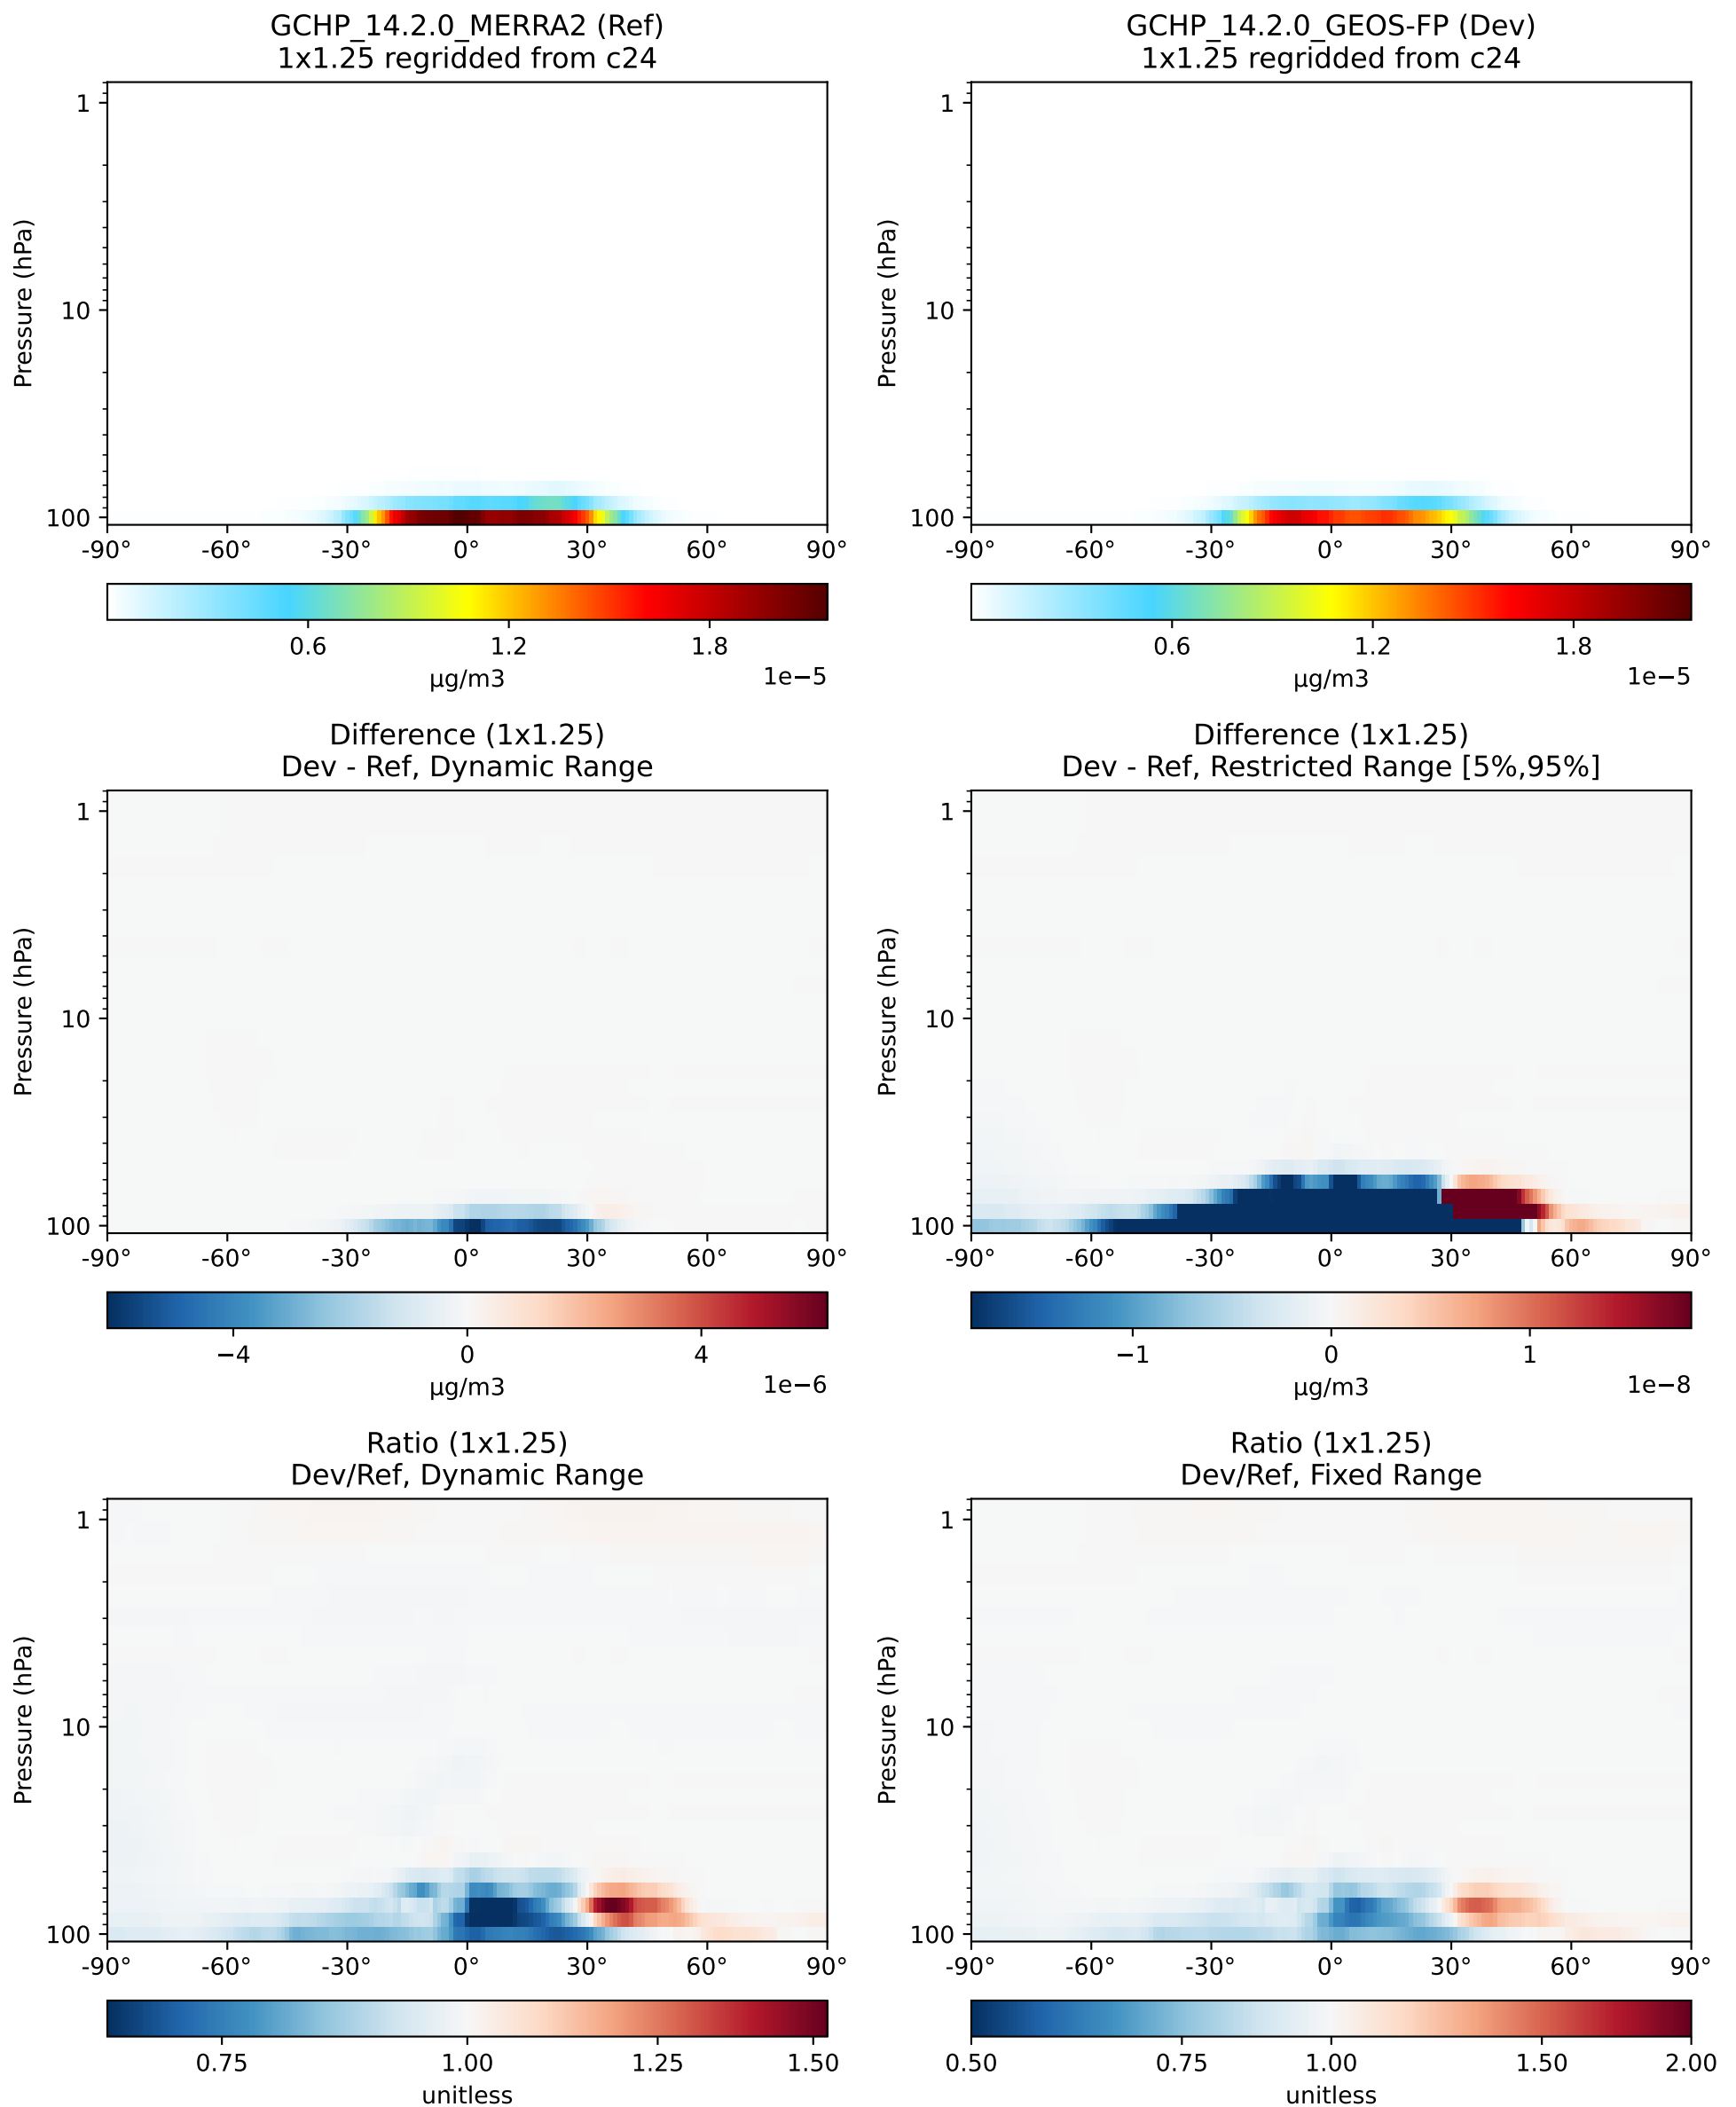 GCHP_14.2.0_MERRA2 (Ref)
1x1.25 regridded from c24
Pressure (hPa)
1
10
100
-90° -60° -30° 0° 30° 60° 90°
0.6 1.2 1.8
1e−5
µg/m3
GCHP_14.2.0_GEOS-FP (Dev)
1x1.25 regridded from c24
Pressure (hPa)
1
10
100
-90° -60° -30° 0° 30° 60° 90°
0.6 1.2 1.8
1e−5
µg/m3
Difference (1x1.25)
Dev - Ref, Dynamic Range
Pressure (hPa)
1
10
100
-90° -60° -30° 0° 30° 60° 90°
−4 0 4
1e−6
µg/m3
Difference (1x1.25)
Dev - Ref, Restricted Range [5%,95%]
Pressure (hPa)
1
10
100
-90° -60° -30° 0° 30° 60° 90°
−1 0 1
1e−8
µg/m3
Ratio (1x1.25)
Dev/Ref, Dynamic Range
Pressure (hPa)
1
10
100
-90° -60° -30° 0° 30° 60° 90°
0.75 1.00 1.25 1.50
unitless
Ratio (1x1.25)
Dev/Ref, Fixed Range
Pressure (hPa)
1
10
100
-90° -60° -30° 0° 30° 60° 90°
0.50 0.75 1.00 1.50 2.00
unitless